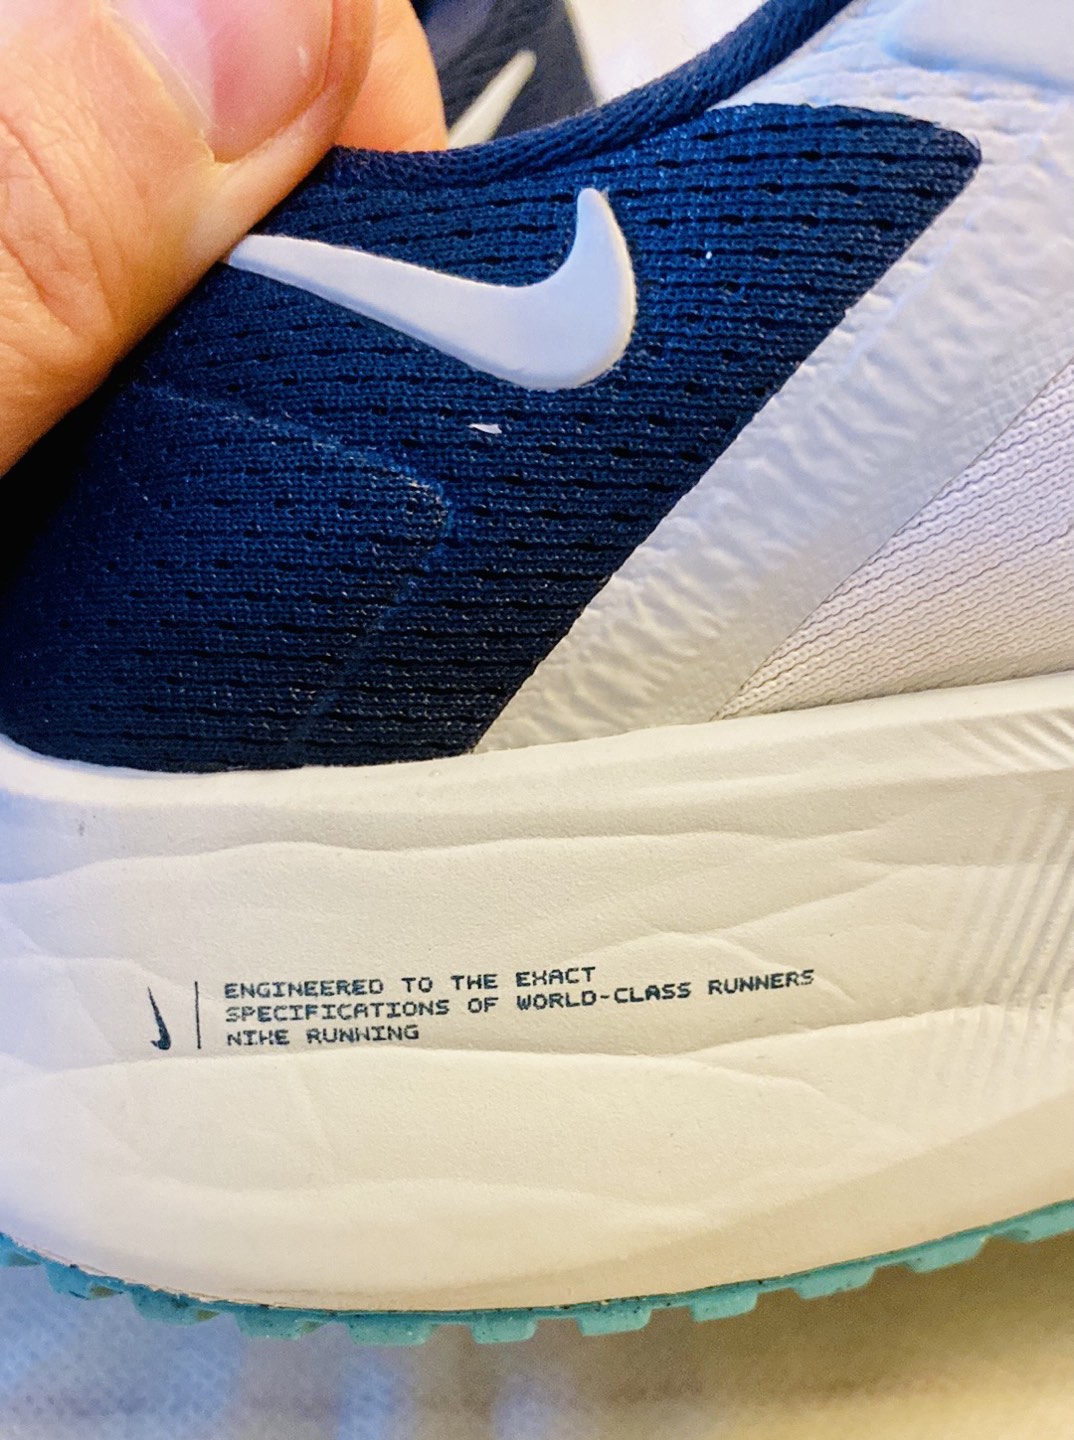 ENGINEERED TO THE EXACT
SPECIFICATIONS OF WORLD-CLASS RUNNERS
NIKE RUNNING